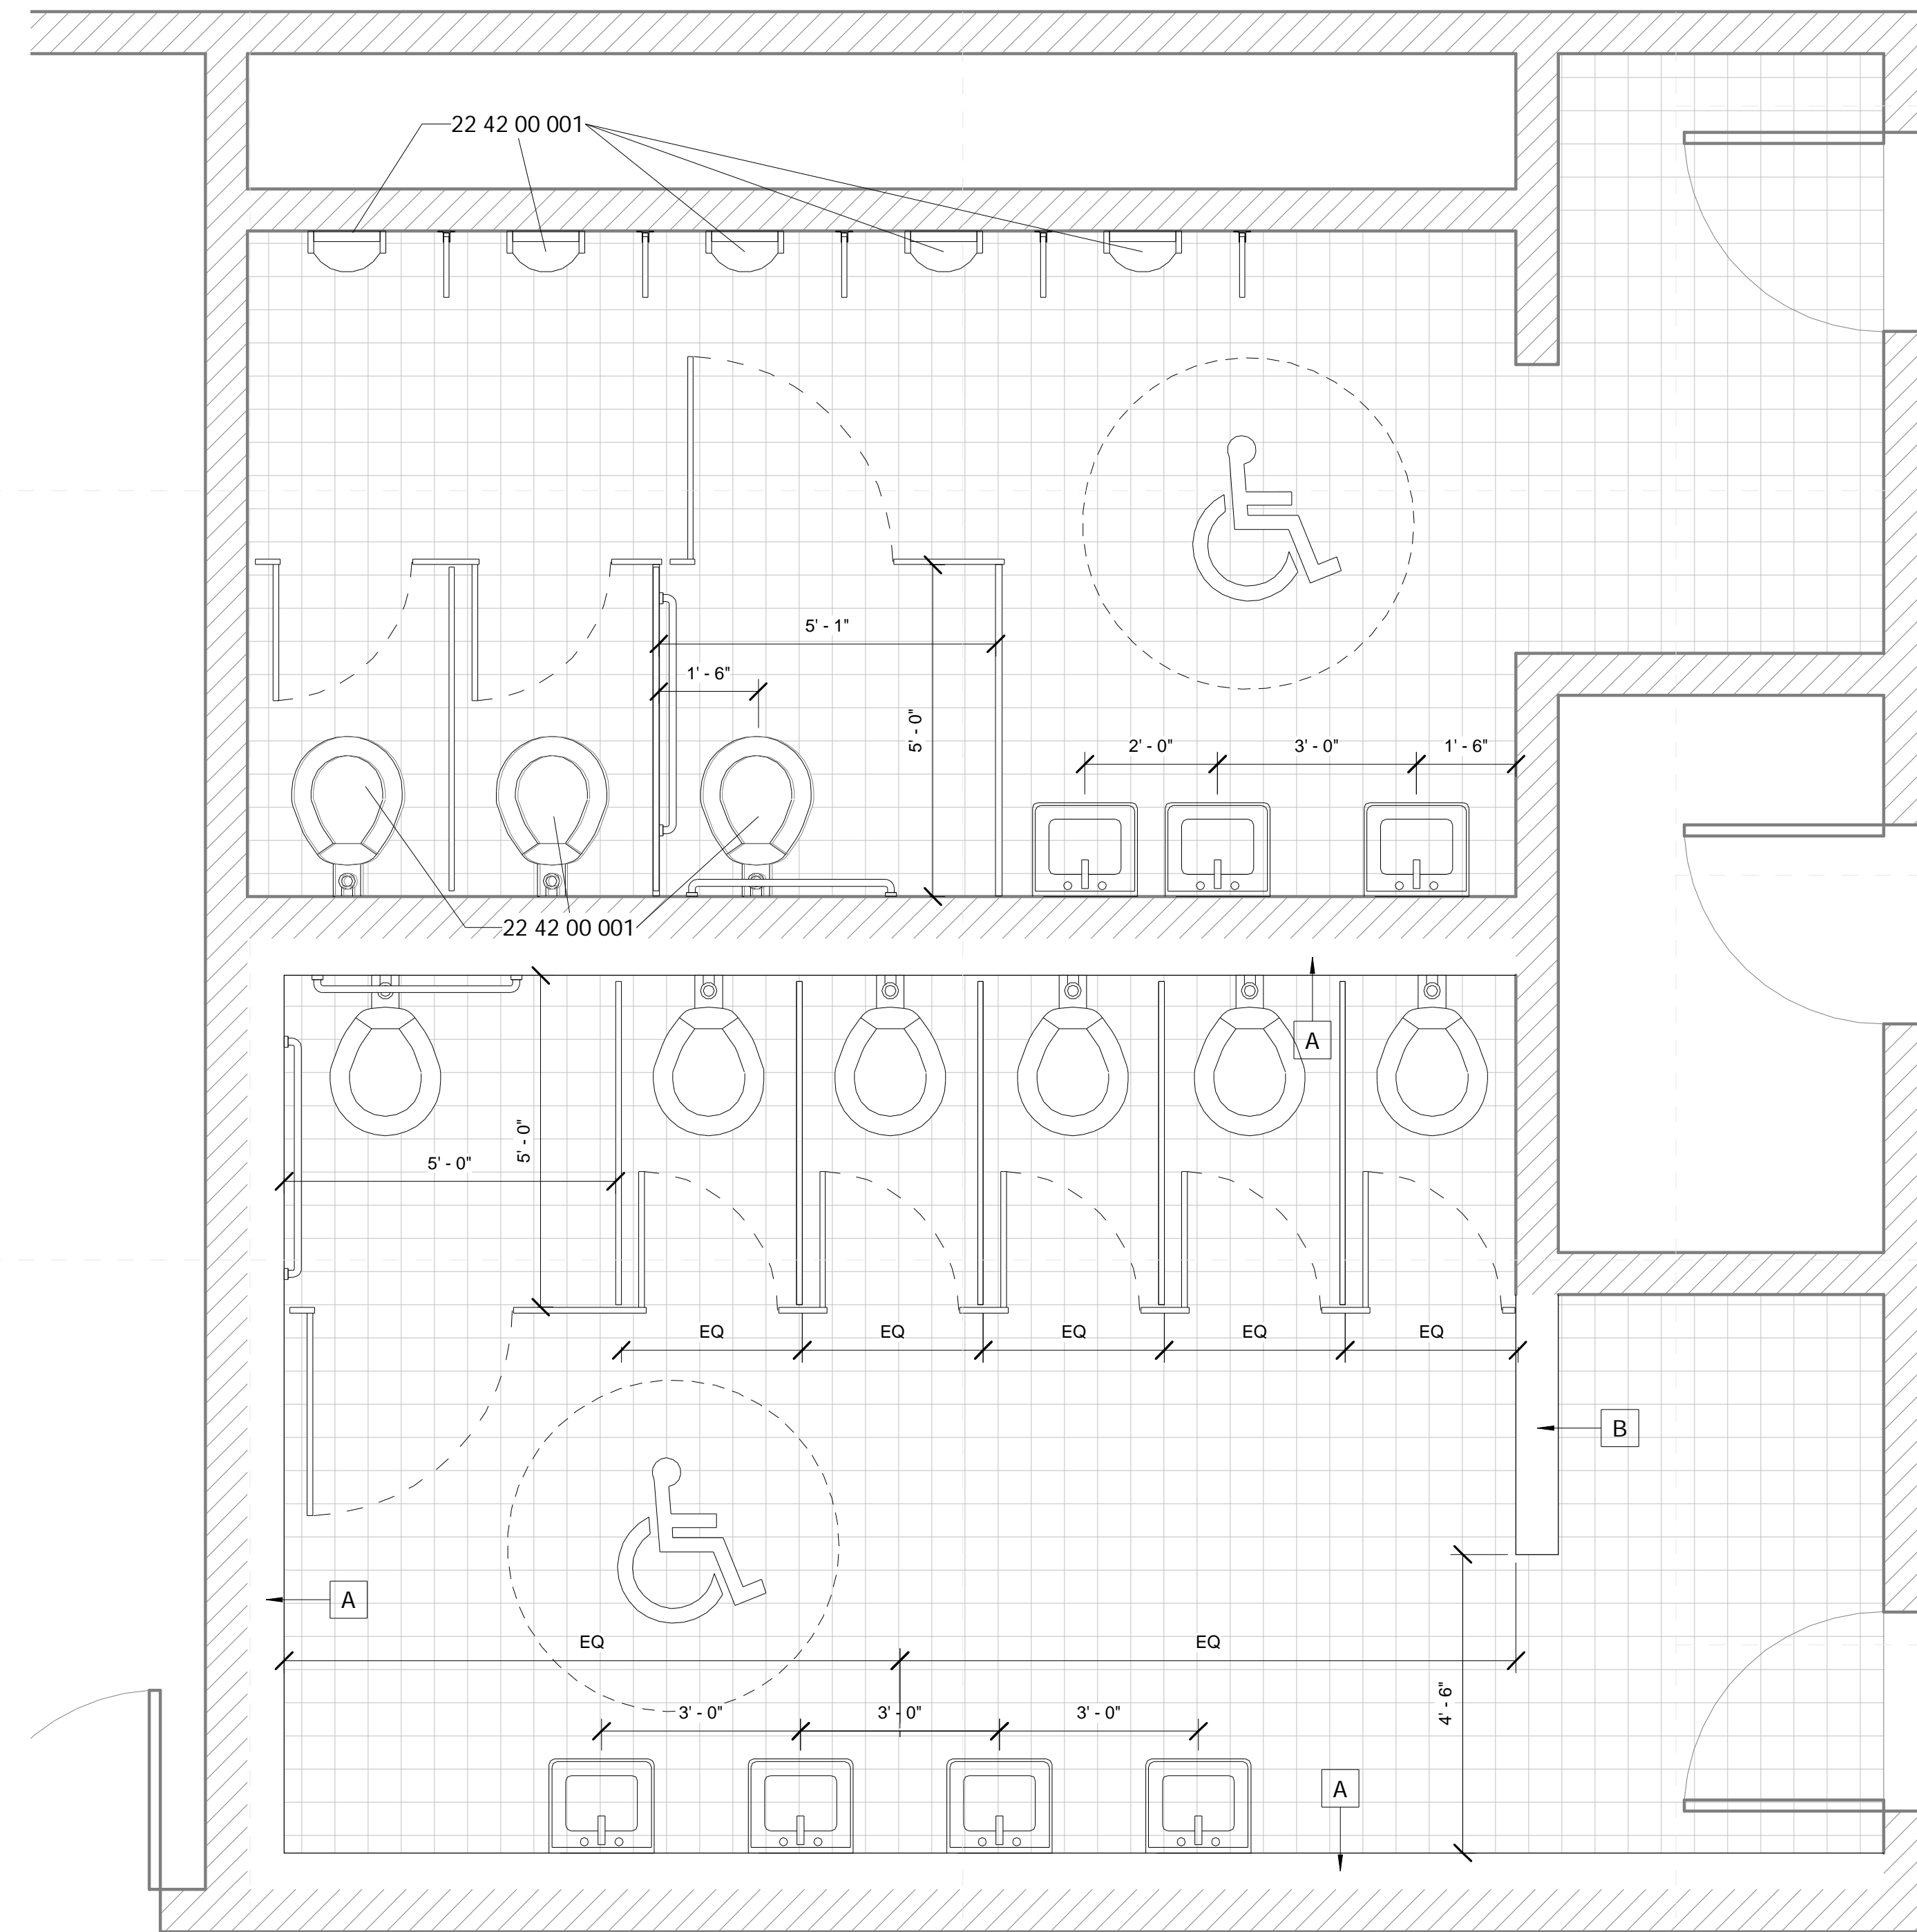 22 42 00 001
5' - 1"
1' - 6"
5' - 0"
2' - 0"
3' - 0"
1' - 6"
22 42 00 001
A
5' - 0"
5' - 0"
EQ
EQ
EQ
EQ
EQ
B
A
EQ
EQ
4' - 6"
3' - 0"
3' - 0"
3' - 0"
A